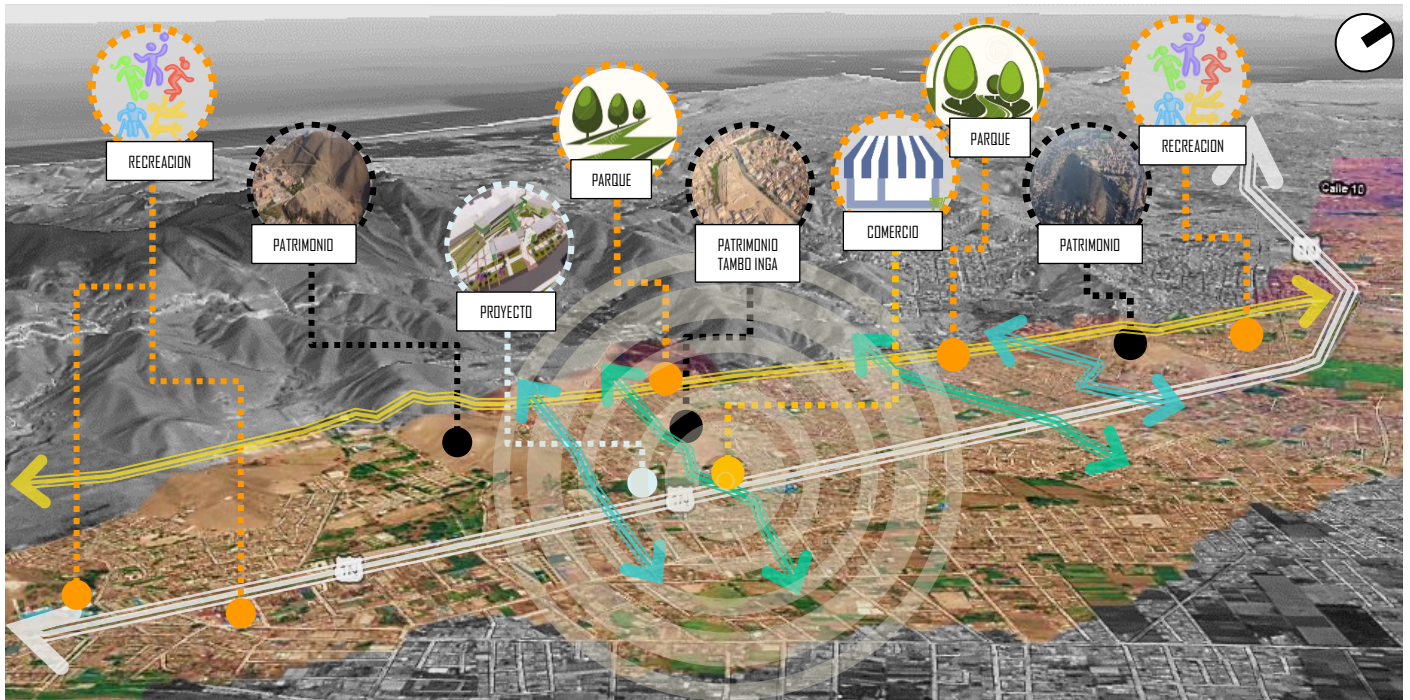 RECREACION
PATRIMONIO
PROYECTO
PARQUE
PATRIMONIO
TAMBO INGA
COMERCIO
PARQUE
PATRIMONIO
RECREACION
Calle 10